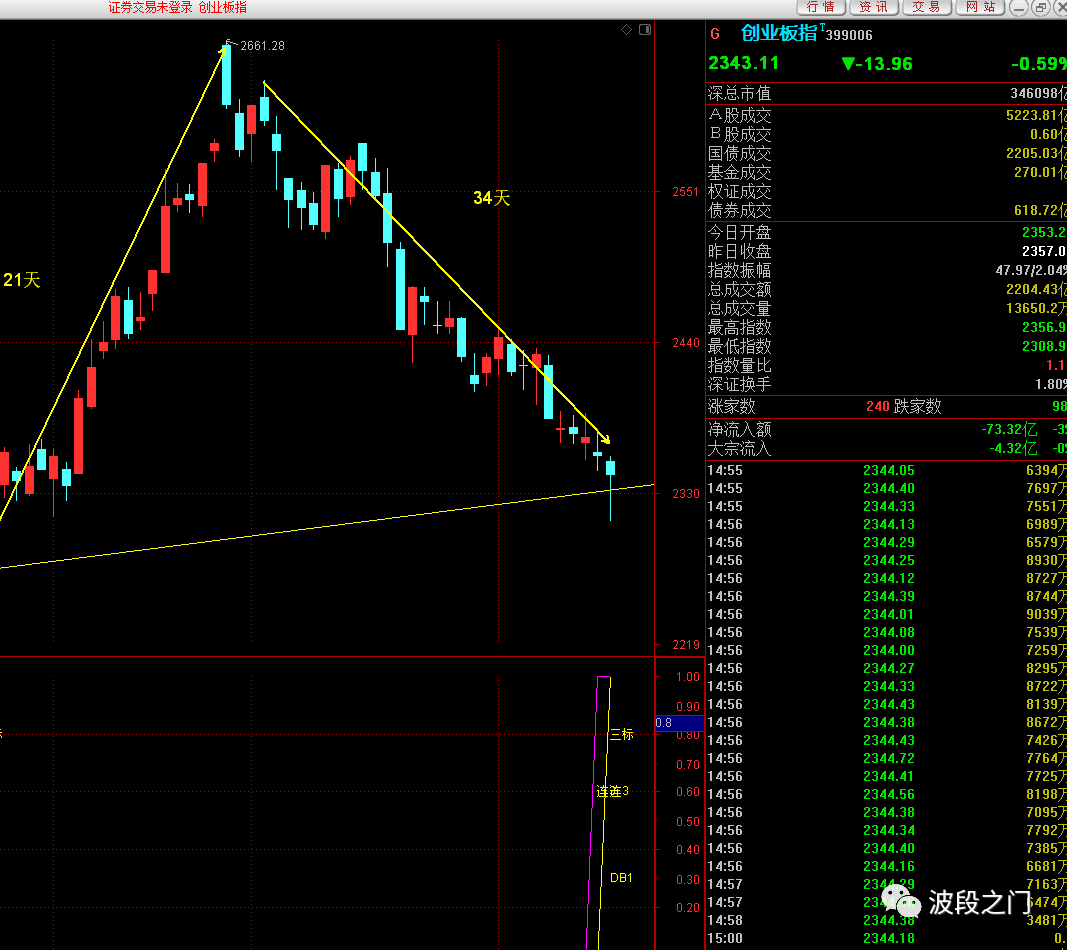 证券交易未登录 创业板指
行情 资讯 交易 网站
2661.28
21天
34天
2551
2440
2330
2219
1.00
0.90
0.8
0.80
0.70
0.60
0.50
0.40
0.30
0.20
三标
连连3
DB1
G 创业板指T399006
2343.11 ▼-13.96 -0.59%
深总市值 346098亿
A股成交 5223.81亿
B股成交 0.60亿
国债成交 2205.03亿
基金成交 270.01亿
权证成交
债券成交 618.72亿
今日开盘 2353.2
昨日收盘 2357.0
指数振幅 47.97/2.04%
总成交额 2204.43亿
总成交量 13650.2万
最高指数 2356.9
最低指数 2308.9
指数量比 1.1
深证换手 1.80%
涨家数 240 跌家数 98
净流入额 -73.32亿 -3%
大宗流入 -4.32亿 -0%
14:55 2344.05 6394万
14:55 2344.40 7697万
14:55 2344.33 7551万
14:56 2344.13 6989万
14:56 2344.29 6579万
14:56 2344.25 8930万
14:56 2344.12 8727万
14:56 2344.39 8744万
14:56 2344.01 9039万
14:56 2344.08 7539万
14:56 2344.00 7259万
14:56 2344.27 8295万
14:56 2344.33 8722万
14:56 2344.43 8139万
14:56 2344.38 8672万
14:56 2344.43 7426万
14:56 2344.72 7764万
14:56 2344.41 7725万
14:56 2344.56 8198万
14:56 2344.38 7095万
14:56 2344.34 7792万
14:56 2344.40 7385万
14:56 2344.16 6681万
14:57 2344.29 7163万
14:57 6474万
14:58 2344.38 3481万
15:00 2344.18 0.
波段之门